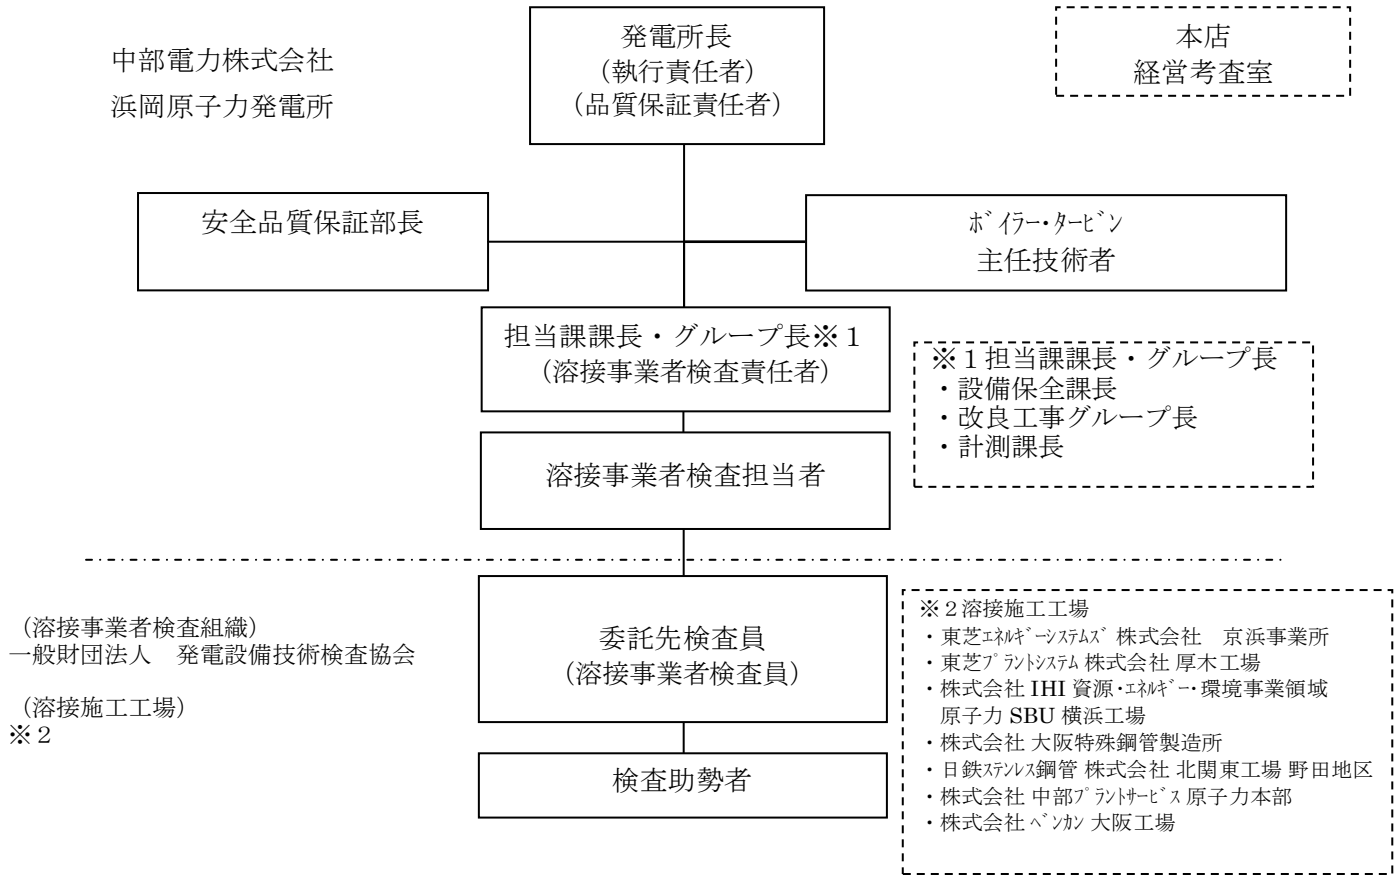 中部電力株式会社
浜岡原子力発電所
発電所長
(執行責任者)
(品質保証責任者)
本店
経営考査室
安全品質保証部長
ﾎﾞｲﾗｰ・ﾀｰﾋﾞﾝ
主任技術者
担当課課長・グループ長※１
(溶接事業者検査責任者)
※１担当課課長・グループ長
・設備保全課長
・改良工事グループ長
・計測課長
溶接事業者検査担当者
(溶接事業者検査組織)
一般財団法人　発電設備技術検査協会
(溶接施工工場)
※２
委託先検査員
(溶接事業者検査員)
検査助勢者
※２溶接施工工場
・東芝ｴﾈﾙｷﾞｰｼｽﾃﾑｽﾞ 株式会社　京浜事業所
・東芝ﾌﾟﾗﾝﾄｼｽﾃﾑ 株式会社 厚木工場
・株式会社 IHI 資源・ｴﾈﾙｷﾞｰ・環境事業領域
原子力 SBU 横浜工場
・株式会社 大阪特殊鋼管製造所
・日鉄ｽﾃﾝﾚｽ鋼管 株式会社 北関東工場 野田地区
・株式会社 中部ﾌﾟﾗﾝﾄｻｰﾋﾞｽ 原子力本部
・株式会社 ﾍﾞﾝｶﾝ 大阪工場